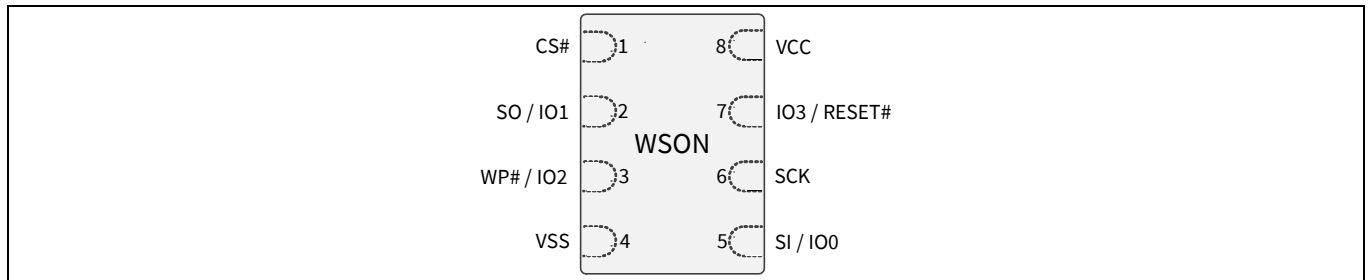 CS# 1 8 VCC
SO / IO1 2 7 IO3 / RESET#
WSON
WP# / IO2 3 6 SCK
VSS 4 5 SI / IO0